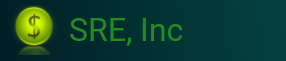 $ SRE, Inc